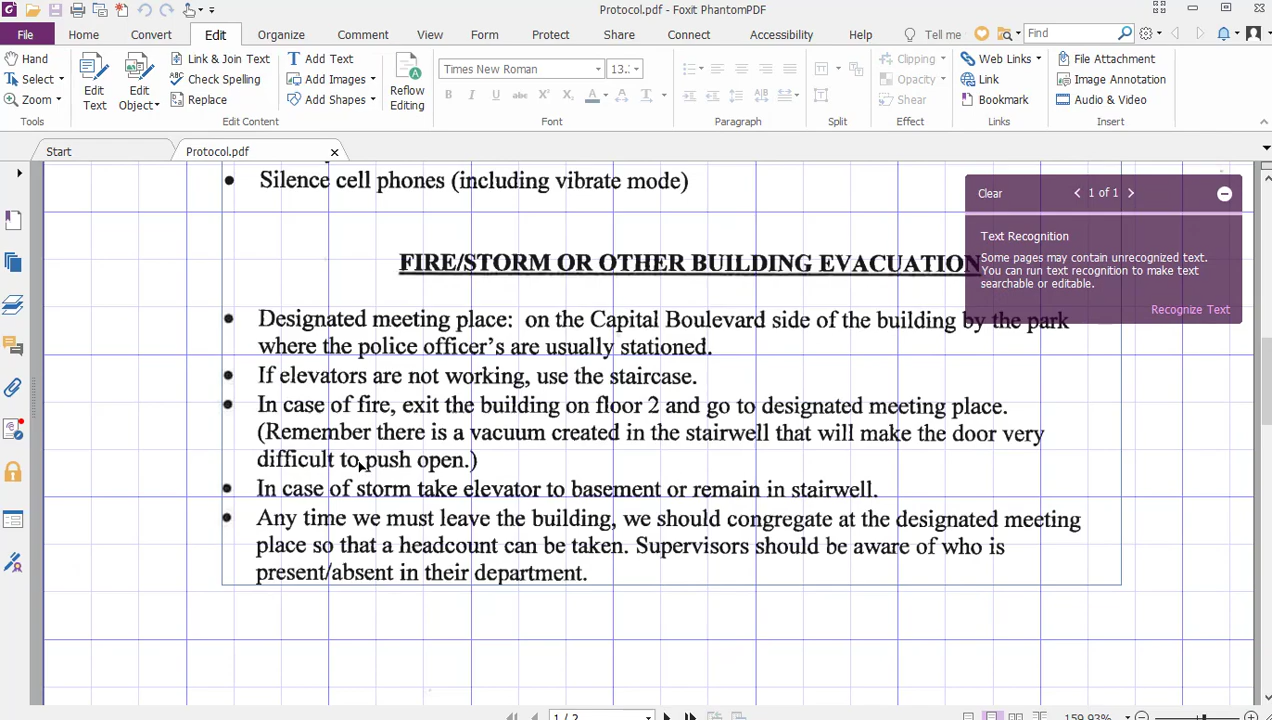 Protocol.pdf - Foxit PhantomPDF
File Home Convert Edit Organize Comment View Form Protect Share Connect Accessibility Help Tell me Find
Hand Link & Join Text Add Text Times New Roman 13. Clipping Web Links File Attachment
Select Check Spelling Add Images Opacity Link Image Annotation
Zoom Edit Text Edit Object Replace Add Shapes Reflow Editing B I U abc X² X₂ A A T Shear Bookmark Audio & Video
Tools Edit Content Font Paragraph Split Effect Links Insert
Start Protocol.pdf
Silence cell phones (including vibrate mode)
Clear 1 of 1
Text Recognition
Some pages may contain unrecognized text.
You can run text recognition to make text
searchable or editable.
Recognize Text
FIRE/STORM OR OTHER BUILDING EVACUATION
• Designated meeting place: on the Capital Boulevard side of the building by the park
where the police officer’s are usually stationed.
• If elevators are not working, use the staircase.
• In case of fire, exit the building on floor 2 and go to designated meeting place.
(Remember there is a vacuum created in the stairwell that will make the door very
difficult to push open.)
• In case of storm take elevator to basement or remain in stairwell.
• Any time we must leave the building, we should congregate at the designated meeting
place so that a headcount can be taken. Supervisors should be aware of who is
present/absent in their department.
1 / 2 159.93%